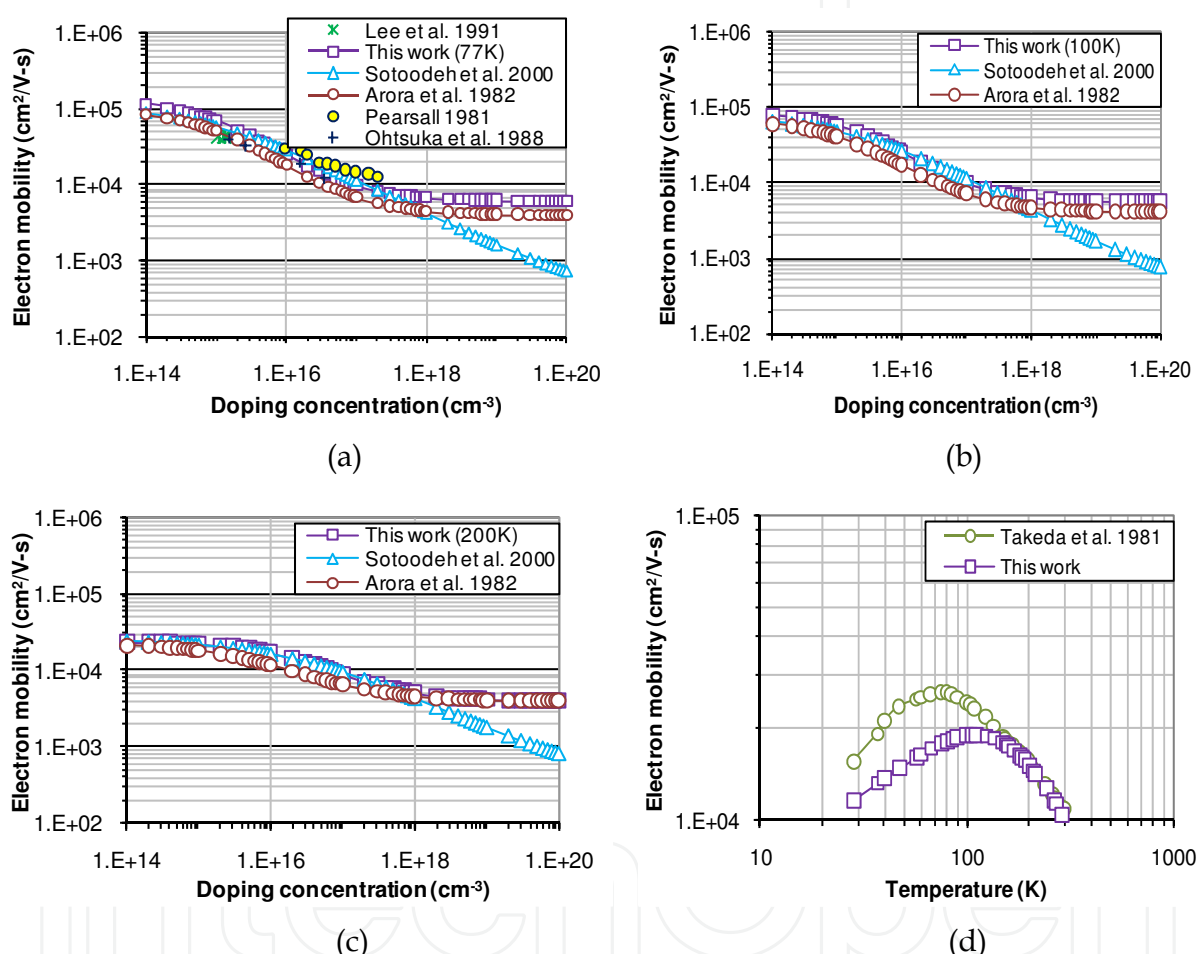 1.E+06
1.E+05
1.E+04
1.E+03
1.E+02
Electron mobility (cm²/V-s)
Lee et al. 1991
This work (77K)
Sotoodeh et al. 2000
Arora et al. 1982
Pearsall 1981
Ohtsuka et al. 1988
1.E+14 1.E+16 1.E+18 1.E+20
Doping concentration (cm⁻³)
(a)
1.E+06
1.E+05
1.E+04
1.E+03
1.E+02
Electron mobility (cm²/V-s)
This work (100K)
Sotoodeh et al. 2000
Arora et al. 1982
1.E+14 1.E+16 1.E+18 1.E+20
Doping concentration (cm⁻³)
(b)
1.E+06
1.E+05
1.E+04
1.E+03
1.E+02
Electron mobility (cm²/V-s)
This work (200K)
Sotoodeh et al. 2000
Arora et al. 1982
1.E+14 1.E+16 1.E+18 1.E+20
Doping concentration (cm⁻³)
(c)
1.E+05
1.E+04
Electron mobility (cm²/V-s)
Takeda et al. 1981
This work
10 100 1000
Temperature (K)
(d)
intechopen